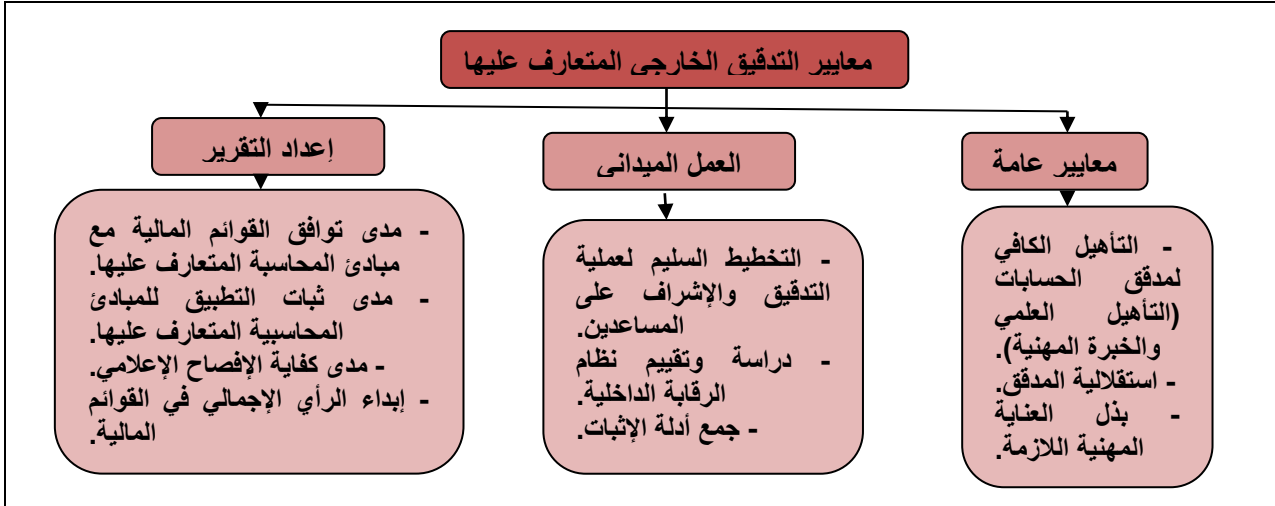 معايير التدقيق الخارجي المتعارف عليها
معايير عامة
- التأهيل الكافي
لمدقق الحسابات
(التأهيل العلمي
والخبرة المهنية).
- استقلالية المدقق.
- بذل العناية
المهنية اللازمة.
العمل الميداني
- التخطيط السليم لعملية
التدقيق والإشراف على
المساعدين.
- دراسة وتقييم نظام
الرقابة الداخلية.
- جمع أدلة الإثبات.
إعداد التقرير
- مدى توافق القوائم المالية مع
مبادئ المحاسبة المتعارف عليها.
- مدى ثبات التطبيق للمبادئ
المحاسبية المتعارف عليها.
- مدى كفاية الإفصاح الإعلامي.
- إبداء الرأي الإجمالي في القوائم
المالية.